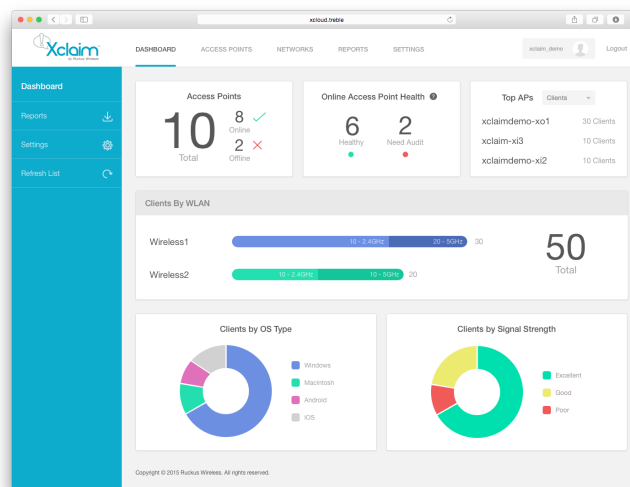 xcloud.treble
Xclaim
by Ruckus Wireless
DASHBOARD
ACCESS POINTS
NETWORKS
REPORTS
SETTINGS
xclaim_demo
Logout
Dashboard
Reports
Settings
Refresh List
Access Points
10
Total
8
Online
2
Offline
Online Access Point Health ?
6
Healthy
2
Need Audit
Top APs
Clients
xclaimdemo-xo1 30 Clients
xclaim-xi3 10 Clients
xclaimdemo-xi2 10 Clients
Clients By WLAN
Wireless1 10 - 2.4GHz 20 - 5GHz 30
Wireless2 10 - 2.4GHz 10 - 5GHz 20
50
Total
Clients by OS Type
Windows
Macintosh
Android
iOS
Clients by Signal Strength
Excellent
Good
Poor
Copyright © 2015 Ruckus Wireless. All rights reserved.